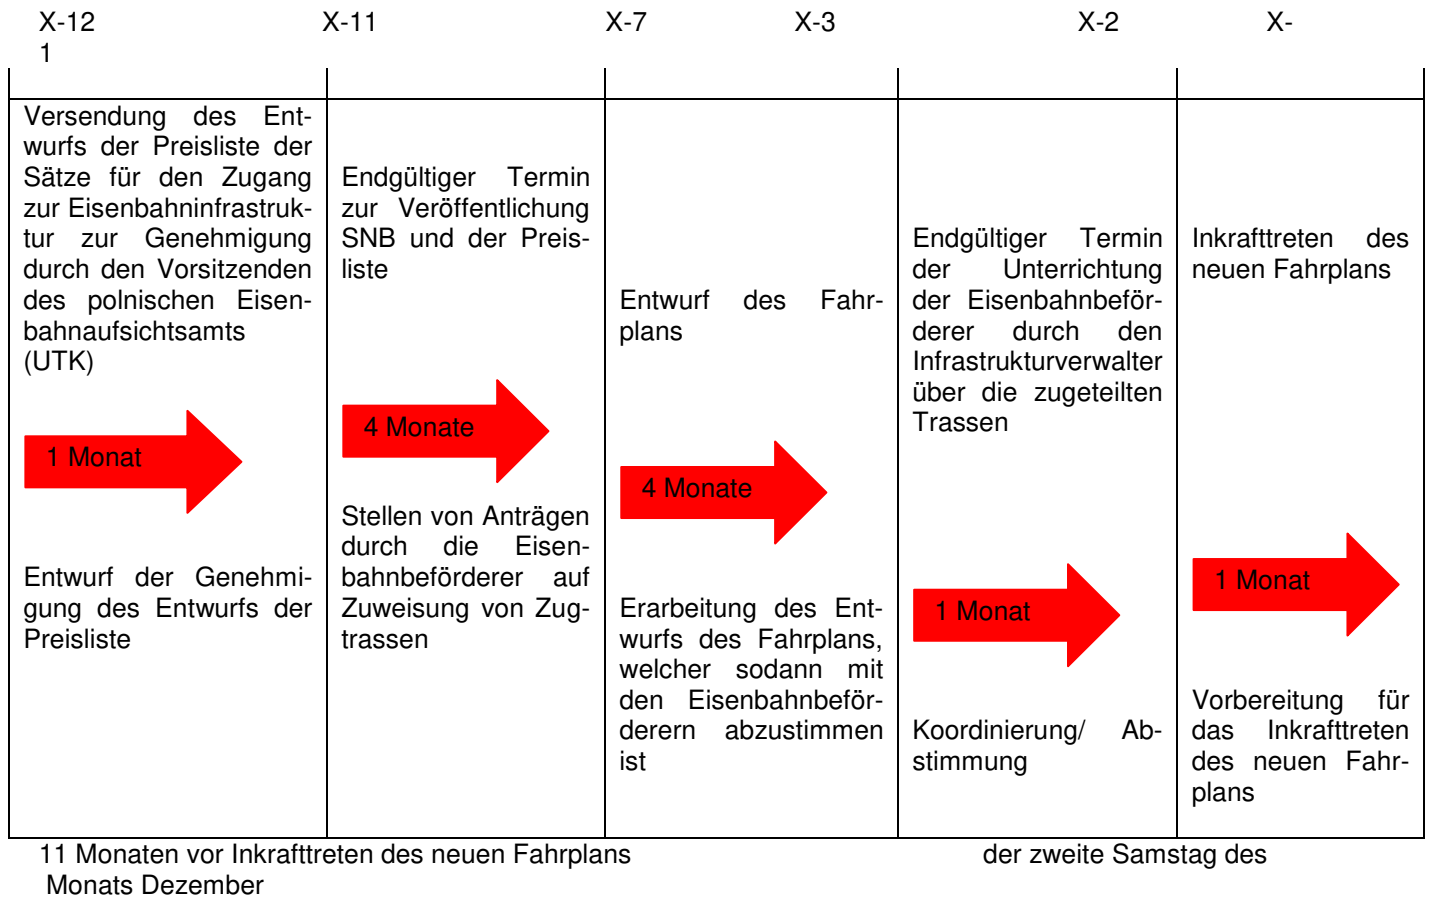 X-12 X-11 X-7 X-3 X-2 X-
1
Versendung des Ent-
wurfs der Preisliste der
Sätze für den Zugang
zur Eisenbahninfrastruk-
tur zur Genehmigung
durch den Vorsitzenden
des polnischen Eisen-
bahnaufsichtsamts
(UTK)
1 Monat
Entwurf der Genehmi-
gung des Entwurfs der
Preisliste
Endgültiger Termin
zur Veröffentlichung
SNB und der Preis-
liste
4 Monate
Stellen von Anträgen
durch die Eisen-
bahnbeförderer auf
Zuweisung von Zug-
trassen
Entwurf des Fahr-
plans
4 Monate
Erarbeitung des Ent-
wurfs des Fahrplans,
welcher sodann mit
den Eisenbahnbeför-
derern abzustimmen
ist
Endgültiger Termin
der Unterrichtung
der Eisenbahnbeför-
derer durch den
Infrastrukturverwalter
über die zugeteilten
Trassen
1 Monat
Koordinierung/ Ab-
stimmung
Inkrafttreten des
neuen Fahrplans
1 Monat
Vorbereitung für
das Inkrafttreten
des neuen Fahr-
plans
11 Monaten vor Inkrafttreten des neuen Fahrplans der zweite Samstag des
Monats Dezember